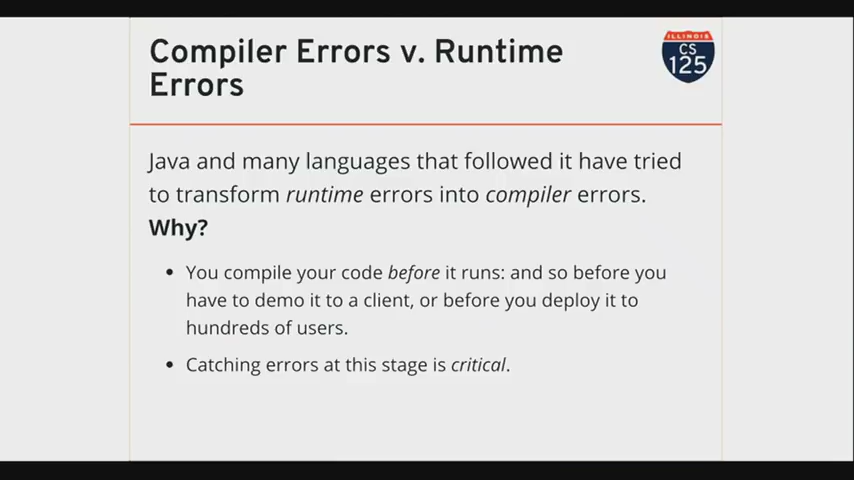 Compiler Errors v. Runtime
Errors
ILLINOIS
CS
125
Java and many languages that followed it have tried
to transform runtime errors into compiler errors.
Why?
• You compile your code before it runs: and so before you
have to demo it to a client, or before you deploy it to
hundreds of users.
• Catching errors at this stage is critical.